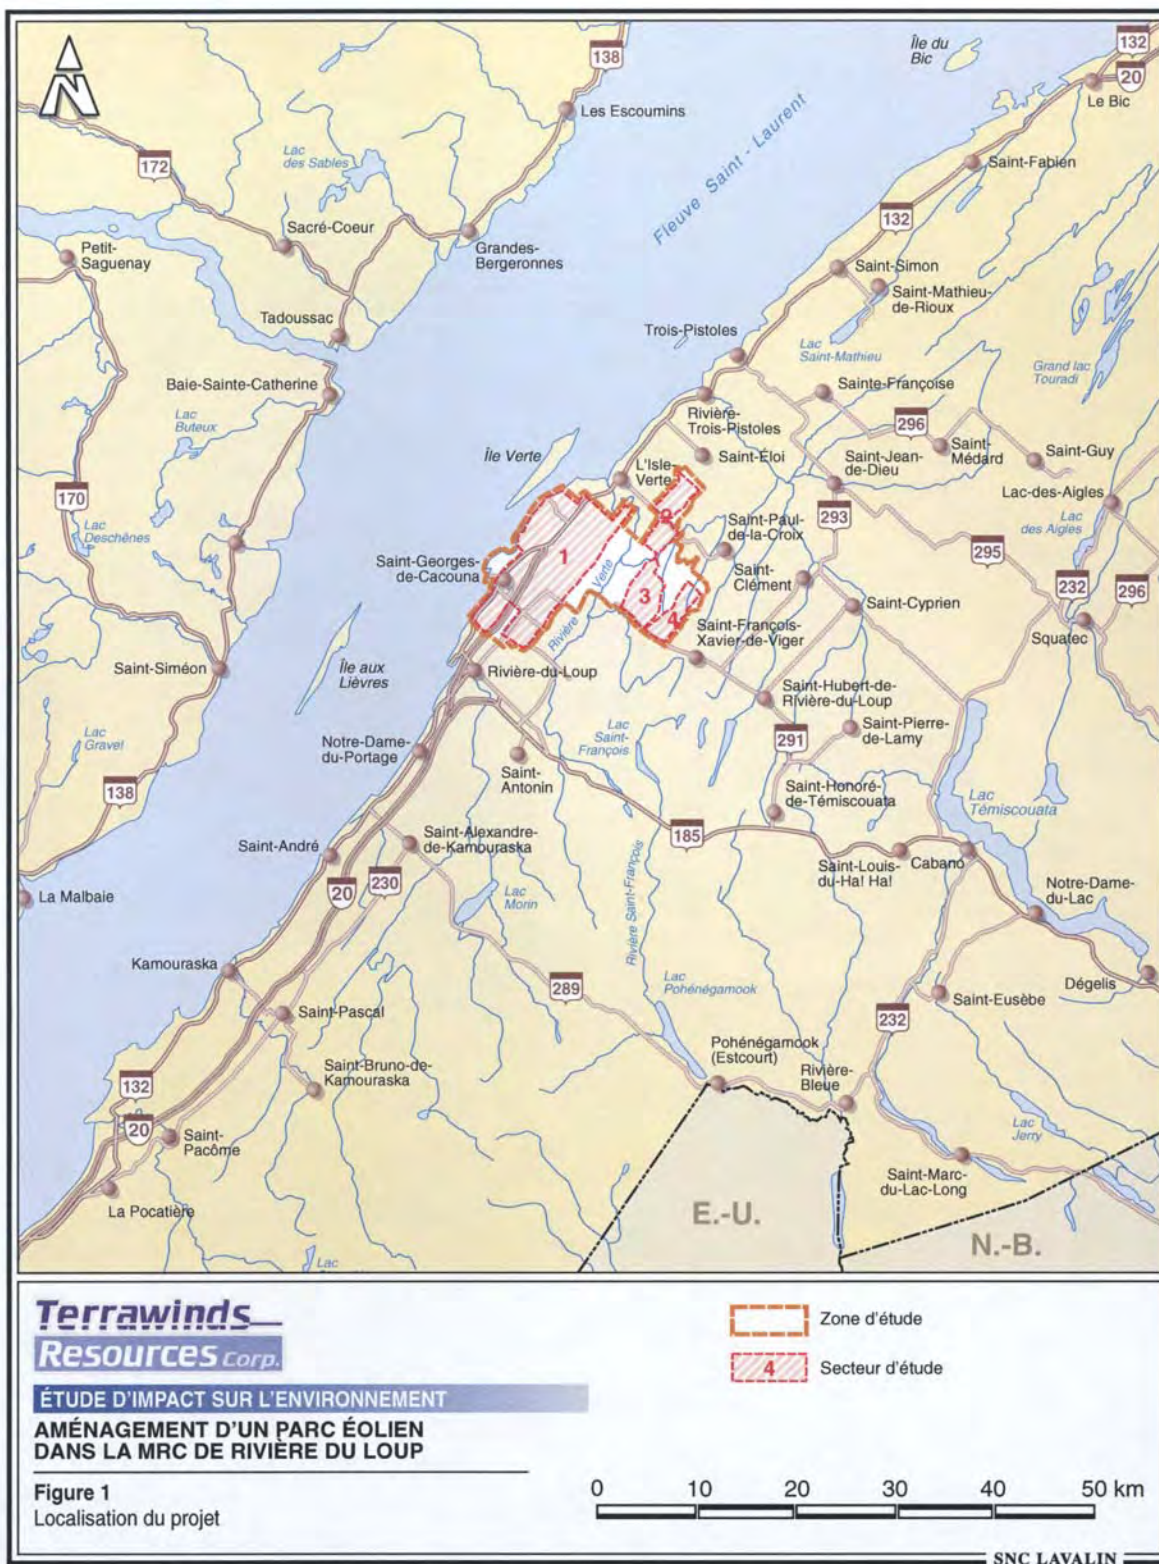 N
138
132
20
Île du
Bic
Le Bic
Les Escoumins
172
Lac
des Sables
Fleuve Saint - Laurent
Saint-Fabien
132
Sacré-Coeur
Petit-
Saguenay
Grandes-
Bergeronnes
Saint-Simon
Saint-Mathieu-
de-Rioux
Tadoussac
Trois-Pistoles
Lac
Saint-Mathieu
Grand lac
Touradi
Baie-Sainte-Catherine
Sainte-Françoise
Lac
Buteux
Rivière-
Trois-Pistoles
296
Saint-
Médard
Saint-Guy
Île Verte
L'Isle-
Verte
Saint-Éloi
Saint-Jean-
de-Dieu
Lac-des-Aigles
170
Lac
Deschênes
2
293
Lac
des Aigles
Saint-Paul-
de-la-Croix
295
1
Saint-Georges-
de-Cacouna
Verte
Saint-
Clément
232
296
3
Saint-Cyprien
4
Rivière
Saint-François-
Xavier-de-Viger
Squatec
Saint-Siméon
Île aux
Lièvres
Rivière-du-Loup
Saint-Hubert-de-
Rivière-du-Loup
Lac
Gravel
Notre-Dame-
du-Portage
Lac
Saint-
François
Saint-Pierre-
de-Lamy
291
Saint-
Antonin
138
Saint-Honoré-
de-Témiscouata
Lac
Témiscouata
185
Saint-André
Saint-Alexandre-
de-Kamouraska
Saint-Louis-
du-Ha! Ha!
Cabano
20
230
La Malbaie
Lac
Morin
Rivière Saint-François
Notre-Dame-
du-Lac
Kamouraska
Lac
Pohénégamook
Dégelis
289
Saint-Eusèbe
Saint-Pascal
232
Saint-Bruno-de-
Kamouraska
Pohénégamook
(Estcourt)
Rivière-
Bleue
132
20
Saint-
Pacôme
Lac
Jerry
Saint-Marc-
du-Lac-Long
La Pocatière
E.-U.
N.-B.
Lac
Terrawinds
Resources Corp.
ÉTUDE D'IMPACT SUR L'ENVIRONNEMENT
AMÉNAGEMENT D'UN PARC ÉOLIEN
DANS LA MRC DE RIVIÈRE DU LOUP
Figure 1
Localisation du projet
Zone d'étude
4 Secteur d'étude
0 10 20 30 40 50 km
SNC LAVALIN